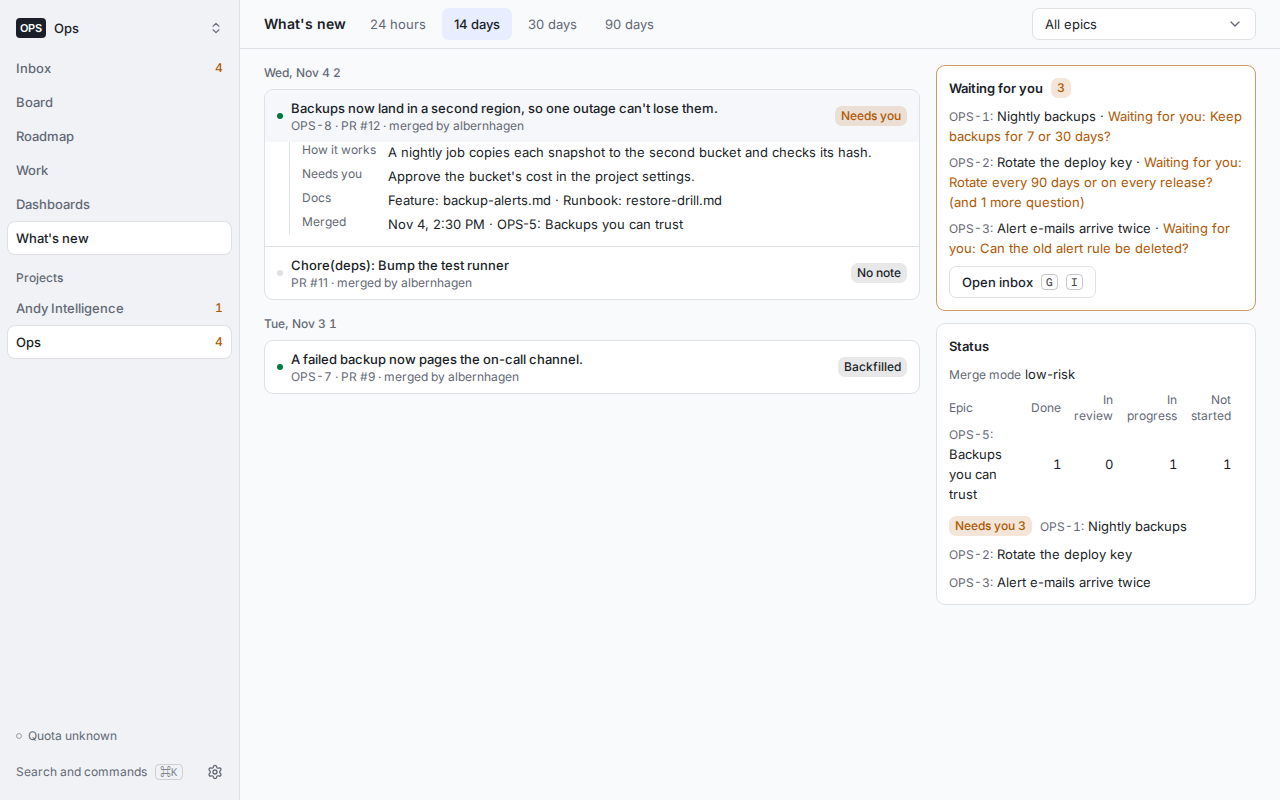 OPS Ops
Inbox 4
Board
Roadmap
Work
Dashboards
What's new
Projects
Andy Intelligence 1
Ops 4
Quota unknown
Search and commands ⌘K
What's new 24 hours 14 days 30 days 90 days All epics
Wed, Nov 4 2
Backups now land in a second region, so one outage can't lose them.
OPS-8 · PR #12 · merged by albernhagen
Needs you
How it works A nightly job copies each snapshot to the second bucket and checks its hash.
Needs you Approve the bucket's cost in the project settings.
Docs Feature: backup-alerts.md · Runbook: restore-drill.md
Merged Nov 4, 2:30 PM · OPS-5: Backups you can trust
Chore(deps): Bump the test runner
PR #11 · merged by albernhagen
No note
Tue, Nov 3 1
A failed backup now pages the on-call channel.
OPS-7 · PR #9 · merged by albernhagen
Backfilled
Waiting for you 3
OPS-1: Nightly backups · Waiting for you: Keep
backups for 7 or 30 days?
OPS-2: Rotate the deploy key · Waiting for you:
Rotate every 90 days or on every release?
(and 1 more question)
OPS-3: Alert e-mails arrive twice · Waiting for
you: Can the old alert rule be deleted?
Open inbox G I
Status
Merge mode low-risk
Epic Done In review In progress Not started
OPS-5:
Backups
you can
trust
1 0 1 1
Needs you 3 OPS-1: Nightly backups
OPS-2: Rotate the deploy key
OPS-3: Alert e-mails arrive twice